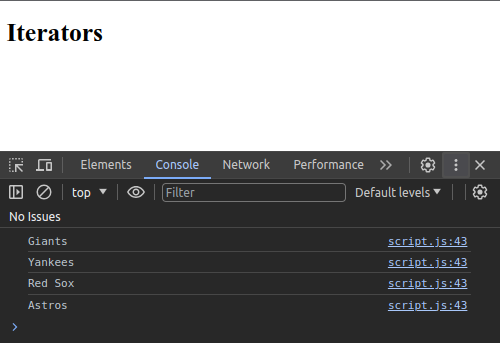 Iterators
Elements Console Network Performance
top Filter Default levels
No Issues
Giants script.js:43
Yankees script.js:43
Red Sox script.js:43
Astros script.js:43